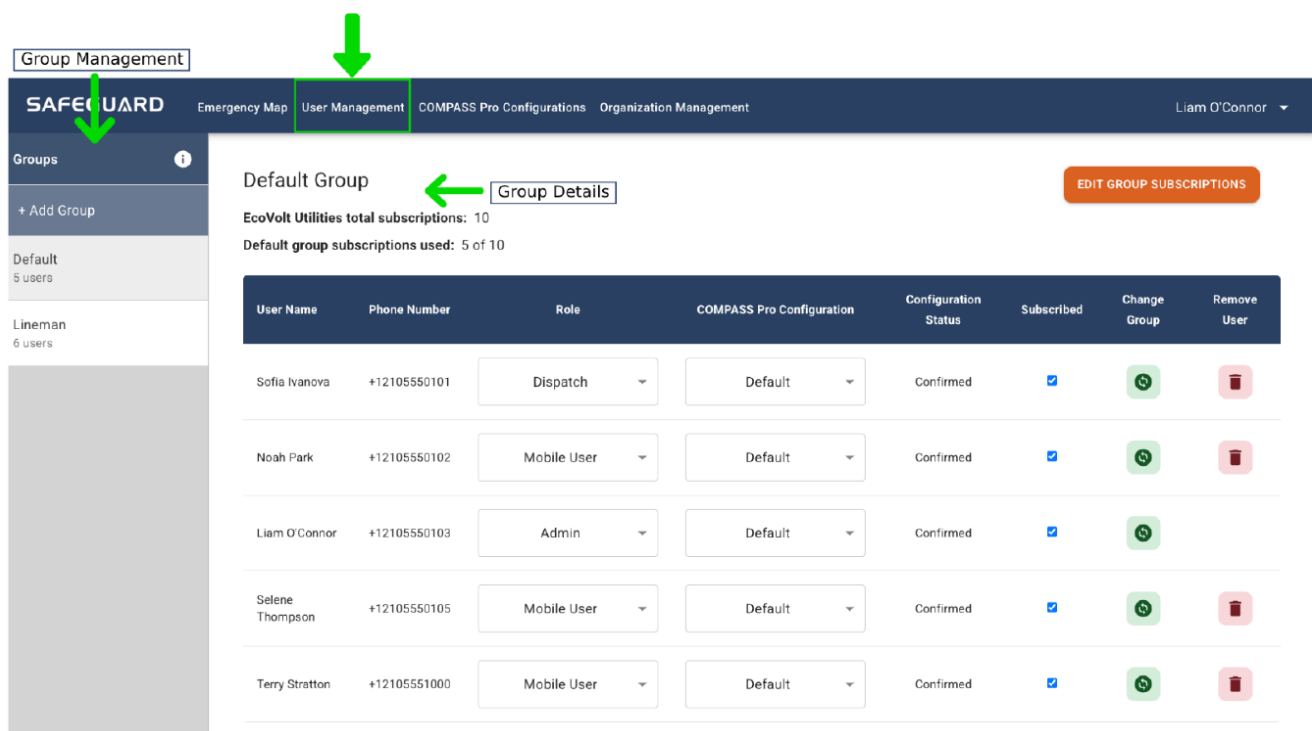 Group Management
SAFEGUARD
Emergency Map
User Management
COMPASS Pro Configurations
Organization Management
Liam O'Connor
Groups
+ Add Group
Default
5 users
Lineman
6 users
Default Group
Group Details
EDIT GROUP SUBSCRIPTIONS
EcoVolt Utilities total subscriptions: 10
Default group subscriptions used: 5 of 10
User Name Phone Number Role COMPASS Pro Configuration Configuration Status Subscribed Change Group Remove User
Sofia Ivanova +12105550101 Dispatch Default Confirmed
Noah Park +12105550102 Mobile User Default Confirmed
Liam O'Connor +12105550103 Admin Default Confirmed
Selene Thompson +12105550105 Mobile User Default Confirmed
Terry Stratton +12105551000 Mobile User Default Confirmed